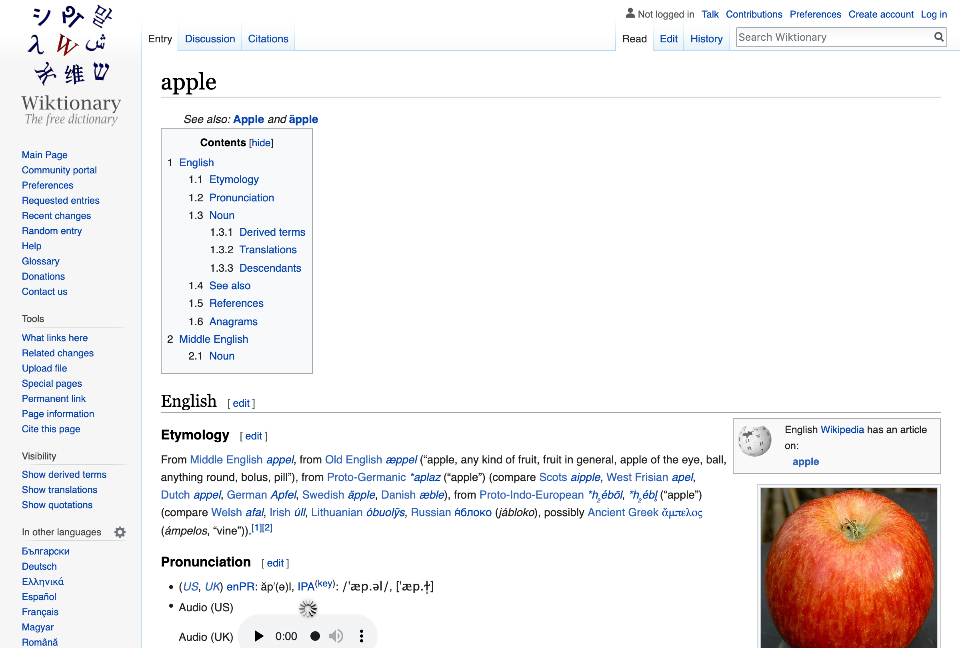 Not logged in Talk Contributions Preferences Create account Log in
Entry Discussion Citations Read Edit History Search Wiktionary
Wiktionary
The free dictionary
Main Page
Community portal
Preferences
Requested entries
Recent changes
Random entry
Help
Glossary
Donations
Contact us
Tools
What links here
Related changes
Upload file
Special pages
Permanent link
Page information
Cite this page
Visibility
Show derived terms
Show translations
Show quotations
In other languages
Български
Deutsch
Ελληνικά
Español
Français
Magyar
Română
apple
See also: Apple and äpple
Contents [hide]
1 English
1.1 Etymology
1.2 Pronunciation
1.3 Noun
1.3.1 Derived terms
1.3.2 Translations
1.3.3 Descendants
1.4 See also
1.5 References
1.6 Anagrams
2 Middle English
2.1 Noun
English [ edit ]
English Wikipedia has an article
on:
apple
Etymology [ edit ]
From Middle English appel, from Old English æppel (“apple, any kind of fruit, fruit in general, apple of the eye, ball,
anything round, bolus, pill”), from Proto-Germanic *aplaz (“apple”) (compare Scots aipple, West Frisian apel,
Dutch appel, German Apfel, Swedish äpple, Danish æble), from Proto-Indo-European *h₂ébōl, *h₂ébl̥ (“apple”)
(compare Welsh afal, Irish úll, Lithuanian óbuolỹs, Russian я́блоко (jábloko), possibly Ancient Greek ἄμπελος
(ámpelos, “vine”)).[1][2]
Pronunciation [ edit ]
(US, UK) enPR: ăp′(ə)l, IPA(key): /ˈæp.əl/, [ˈæp.ɫ̩]
Audio (US)
Audio (UK) 0:00